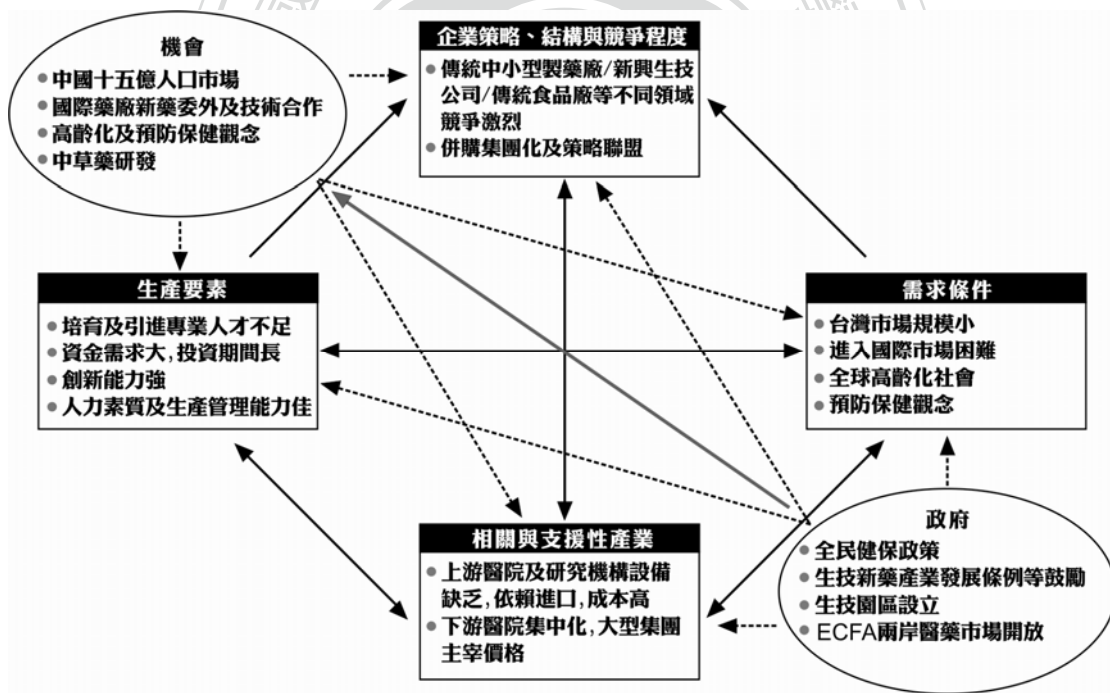 機會
●中國十五億人口市場
●國際藥廠新藥委外及技術合作
●高齡化及預防保健觀念
●中草藥研發
企業策略、結構與競爭程度
●傳統中小型製藥廠/新興生技
公司/傳統食品廠等不同領域
競爭激烈
●併購集團化及策略聯盟
生產要素
●培育及引進專業人才不足
●資金需求大,投資期間長
●創新能力強
●人力素質及生產管理能力佳
需求條件
●台灣市場規模小
●進入國際市場困難
●全球高齡化社會
●預防保健觀念
相關與支援性產業
●上游醫院及研究機構設備
缺乏,依賴進口,成本高
●下游醫院集中化,大型集團
主宰價格
政府
●全民健保政策
●生技新藥產業發展條例等鼓勵
●生技園區設立
●ECFA兩岸醫藥市場開放